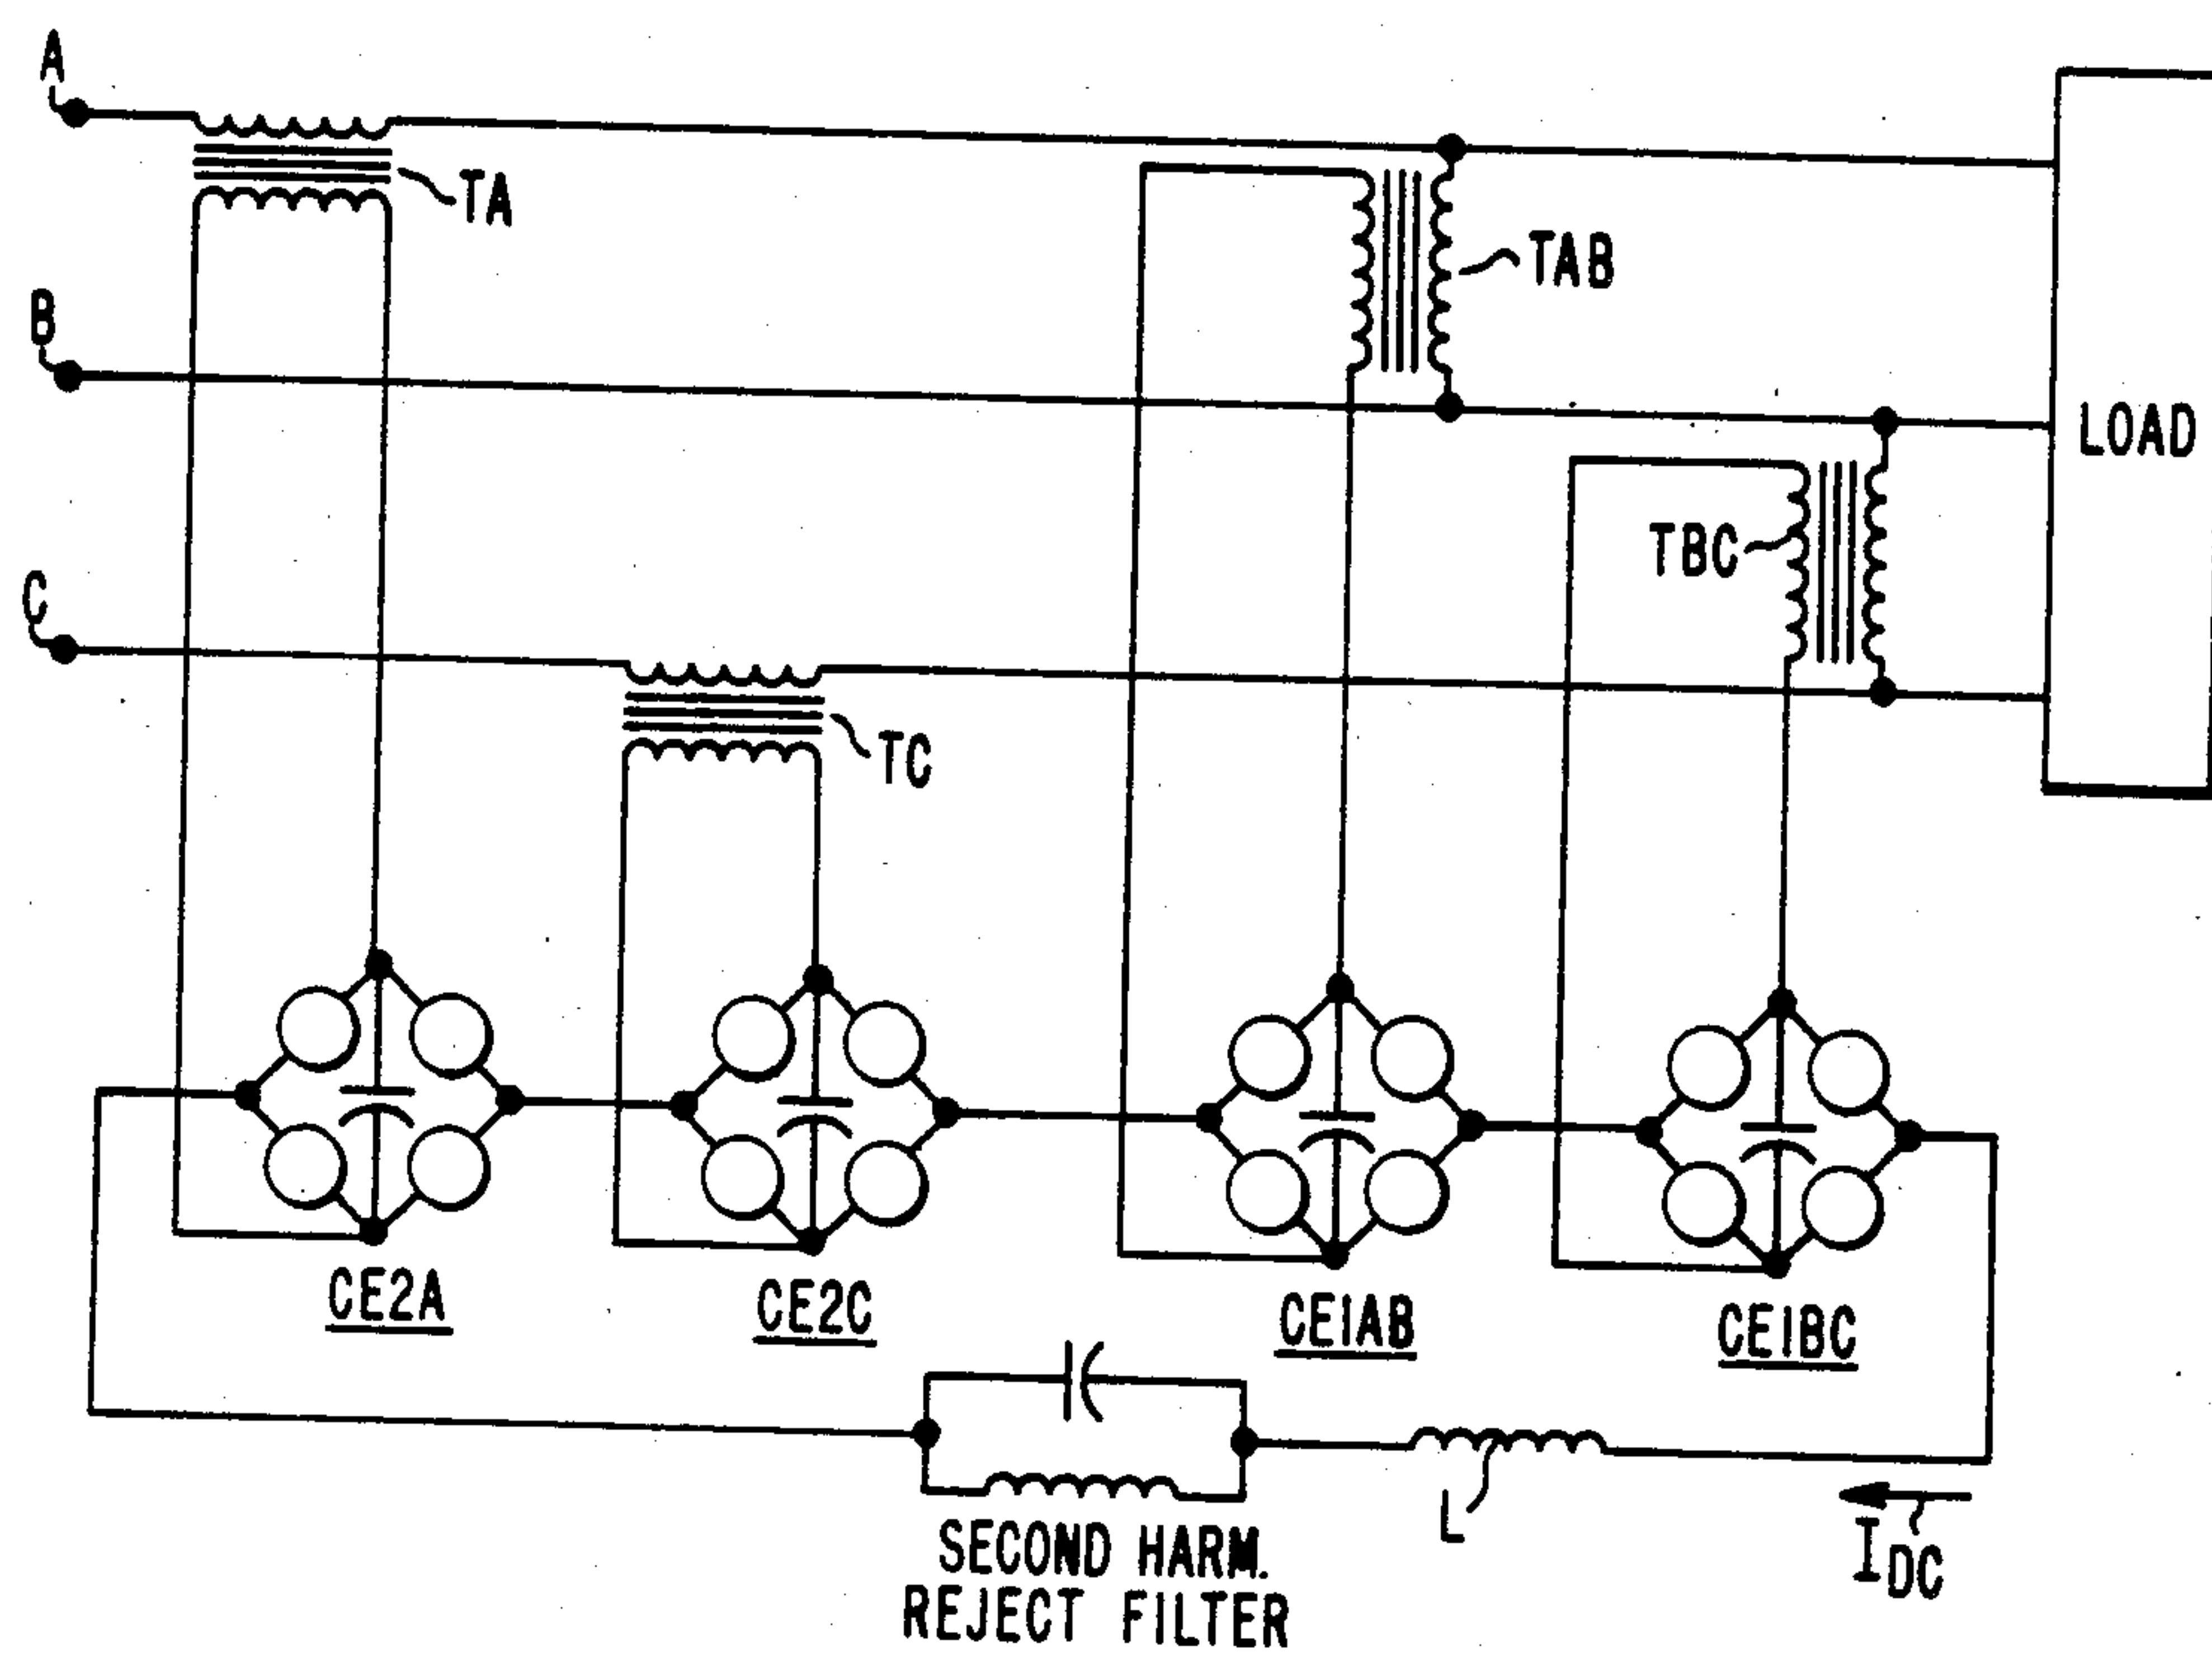 A
TA
TAB
B
LOAD
TBC
C
TC
CE2A
CE2C
CE1AB
CE1BC
L
SECOND HARM.
REJECT FILTER
IDC